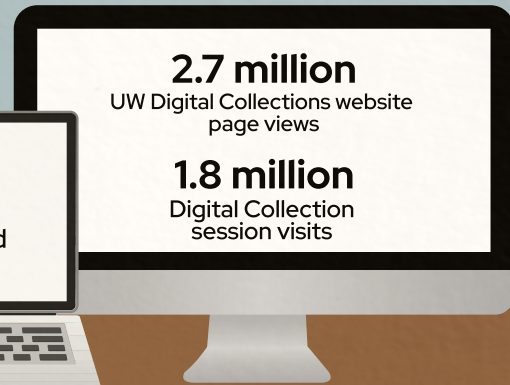 2.7 million
UW Digital Collections website
page views
1.8 million
Digital Collection
session visits